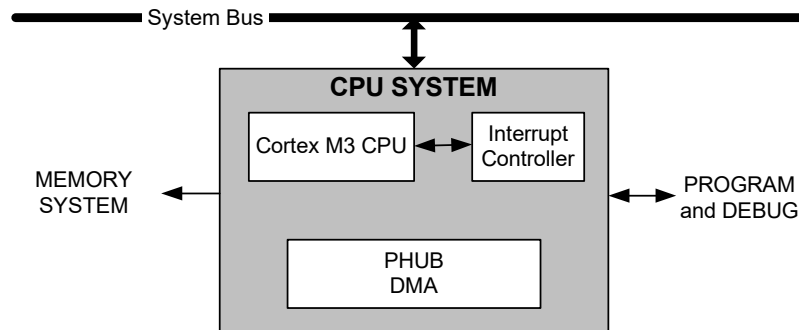 System Bus
CPU SYSTEM
Cortex M3 CPU
Interrupt
Controller
MEMORY
SYSTEM
PROGRAM
and DEBUG
PHUB
DMA